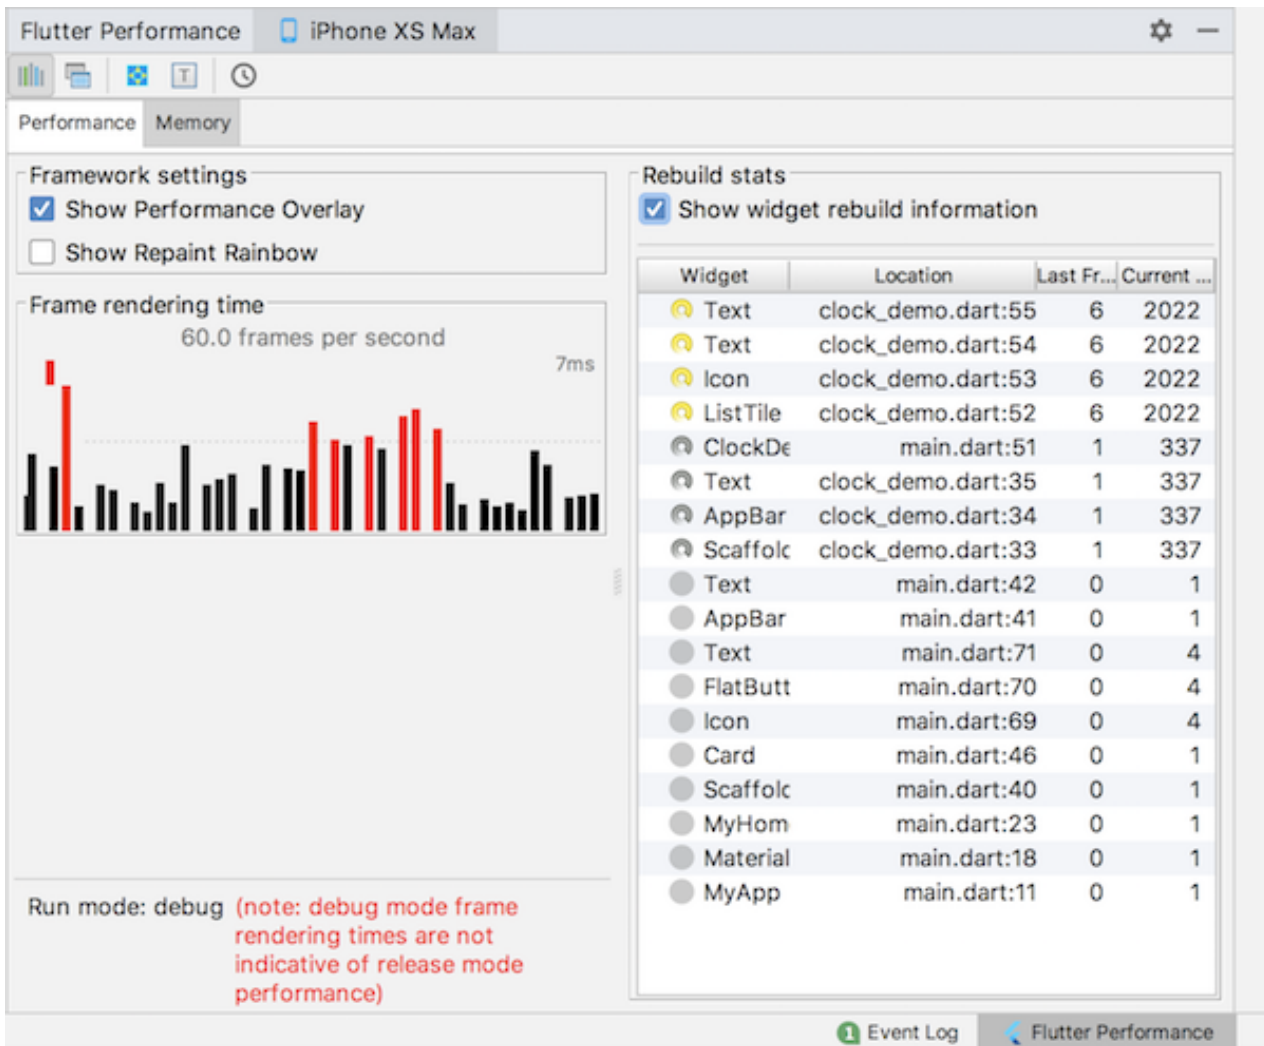 Flutter Performance iPhone XS Max
T
Performance Memory
Framework settings
Show Performance Overlay
Show Repaint Rainbow
Frame rendering time
60.0 frames per second
7ms
Run mode: debug (note: debug mode frame
rendering times are not
indicative of release mode
performance)
Rebuild stats
Show widget rebuild information
Widget Location Last Fr... Current ...
Text clock_demo.dart:55 6 2022
Text clock_demo.dart:54 6 2022
Icon clock_demo.dart:53 6 2022
ListTile clock_demo.dart:52 6 2022
ClockDe main.dart:51 1 337
Text clock_demo.dart:35 1 337
AppBar clock_demo.dart:34 1 337
Scaffolc clock_demo.dart:33 1 337
Text main.dart:42 0 1
AppBar main.dart:41 0 1
Text main.dart:71 0 4
FlatButt main.dart:70 0 4
Icon main.dart:69 0 4
Card main.dart:46 0 1
Scaffolc main.dart:40 0 1
MyHom main.dart:23 0 1
Material main.dart:18 0 1
MyApp main.dart:11 0 1
1 Event Log Flutter Performance